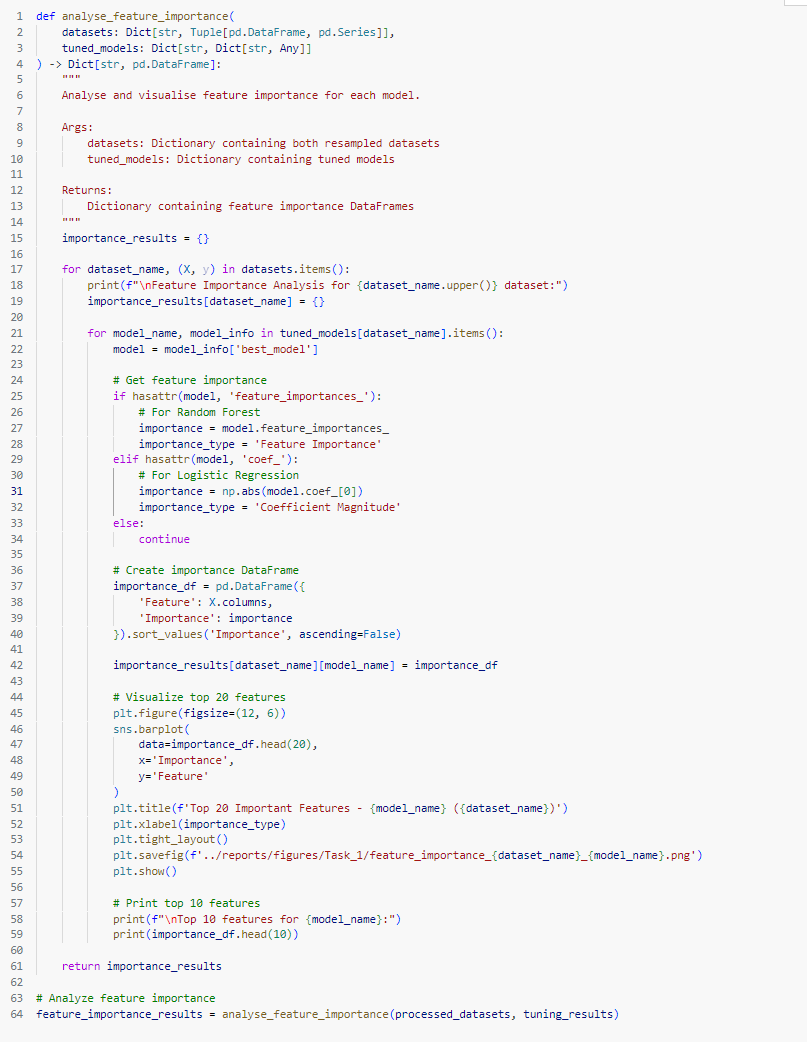 1 def analyse_feature_importance(
2     datasets: Dict[str, Tuple[pd.DataFrame, pd.Series]],
3     tuned_models: Dict[str, Dict[str, Any]]
4 ) -> Dict[str, pd.DataFrame]:
5     """
6     Analyse and visualise feature importance for each model.
7
8     Args:
9         datasets: Dictionary containing both resampled datasets
10         tuned_models: Dictionary containing tuned models
11
12     Returns:
13         Dictionary containing feature importance DataFrames
14     """
15     importance_results = {}
16
17     for dataset_name, (X, y) in datasets.items():
18         print(f"\nFeature Importance Analysis for {dataset_name.upper()} dataset:")
19         importance_results[dataset_name] = {}
20
21         for model_name, model_info in tuned_models[dataset_name].items():
22             model = model_info['best_model']
23
24             # Get feature importance
25             if hasattr(model, 'feature_importances_'):
26                 # For Random Forest
27                 importance = model.feature_importances_
28                 importance_type = 'Feature Importance'
29             elif hasattr(model, 'coef_'):
30                 # For Logistic Regression
31                 importance = np.abs(model.coef_[0])
32                 importance_type = 'Coefficient Magnitude'
33             else:
34                 continue
35
36             # Create importance DataFrame
37             importance_df = pd.DataFrame({
38                 'Feature': X.columns,
39                 'Importance': importance
40             }).sort_values('Importance', ascending=False)
41
42             importance_results[dataset_name][model_name] = importance_df
43
44             # Visualize top 20 features
45             plt.figure(figsize=(12, 6))
46             sns.barplot(
47                 data=importance_df.head(20),
48                 x='Importance',
49                 y='Feature'
50             )
51             plt.title(f'Top 20 Important Features - {model_name} ({dataset_name})')
52             plt.xlabel(importance_type)
53             plt.tight_layout()
54             plt.savefig(f'../reports/figures/Task_1/feature_importance_{dataset_name}_{model_name}.png')
55             plt.show()
56
57             # Print top 10 features
58             print(f"\nTop 10 features for {model_name}:")
59             print(importance_df.head(10))
60
61     return importance_results
62
63 # Analyze feature importance
64 feature_importance_results = analyse_feature_importance(processed_datasets, tuning_results)